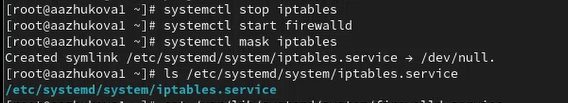 [root@aazhukova1 ~]# systemctl stop iptables
[root@aazhukova1 ~]# systemctl start firewalld
[root@aazhukova1 ~]# systemctl mask iptables
Created symlink /etc/systemd/system/iptables.service → /dev/null.
[root@aazhukova1 ~]# ls /etc/systemd/system/iptables.service
/etc/systemd/system/iptables.service